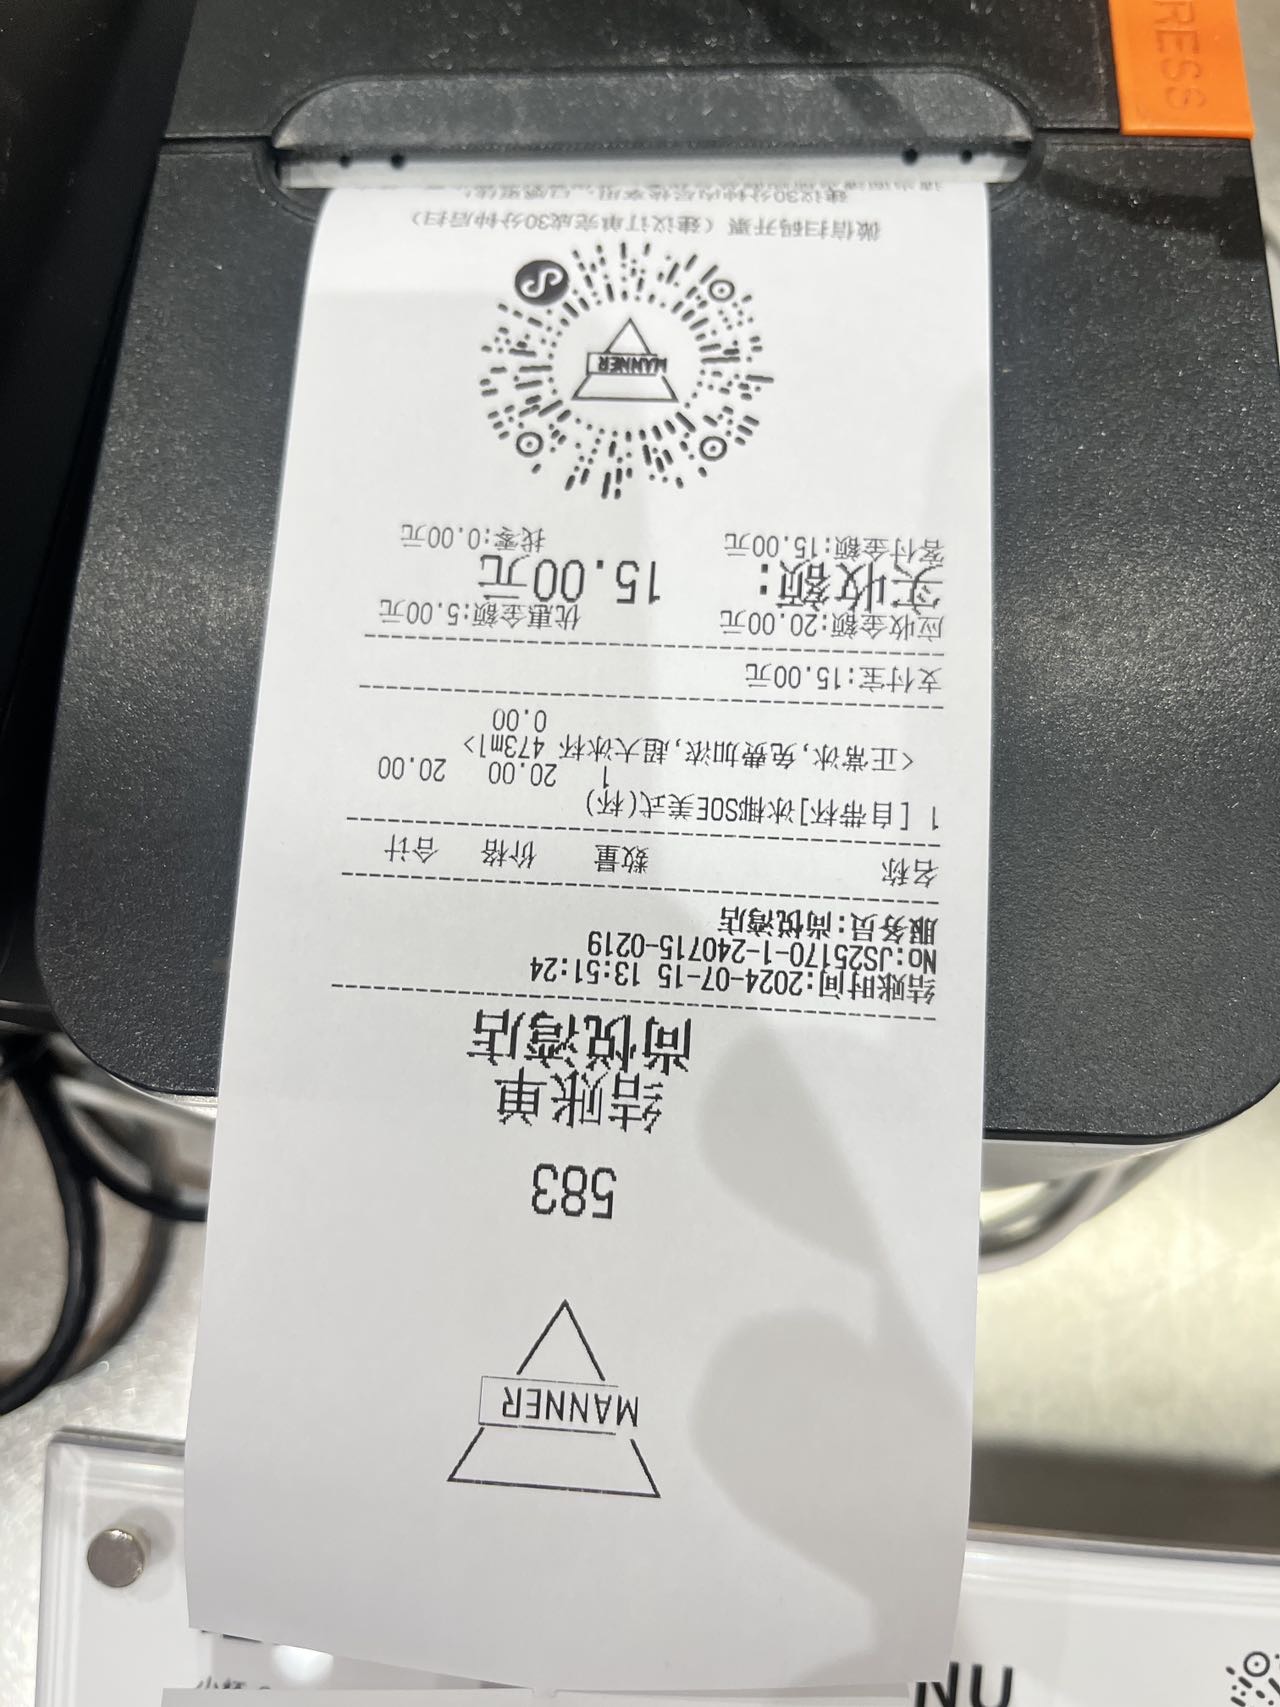 MANNER
583
结账单
尚悦湾店
结账时间:2024-07-15 13:51:24
No:JS25170-1-240715-0219
服务员:尚悦湾店
名称 数量 价格 合计
1 [自带杯]冰椰SOE美式(杯)
1 20.00 20.00
<正常冰,免费加浓,超大冰杯 473ml>
0.00
支付宝:15.00元
应收金额:20.00元 优惠金额:5.00元
实收额: 15.00元
客付金额:15.00元 找零:0.00元
MANNER
微信扫码开票（建议订单完成30分钟后扫）
RESS
NU